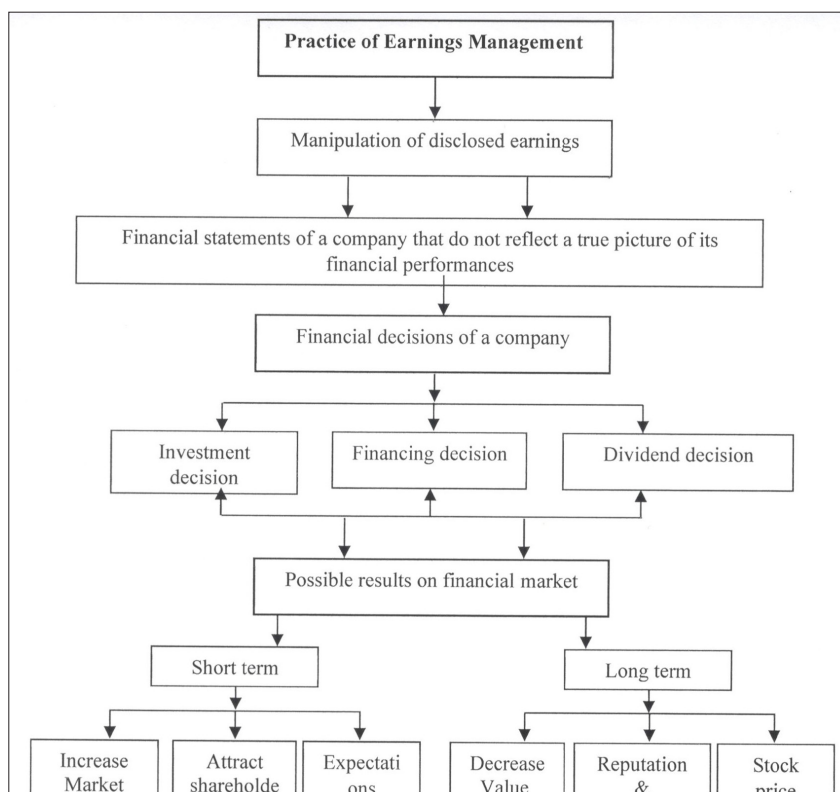 Practice of Earnings Management
Manipulation of disclosed earnings
Financial statements of a company that do not reflect a true picture of its
financial performances
Financial decisions of a company
Investment
decision
Financing decision
Dividend decision
Possible results on financial market
Short term
Long term
Increase
Market
Attract
shareholde
Expectati
ons
Decrease
Value
Reputation
&
Stock
price